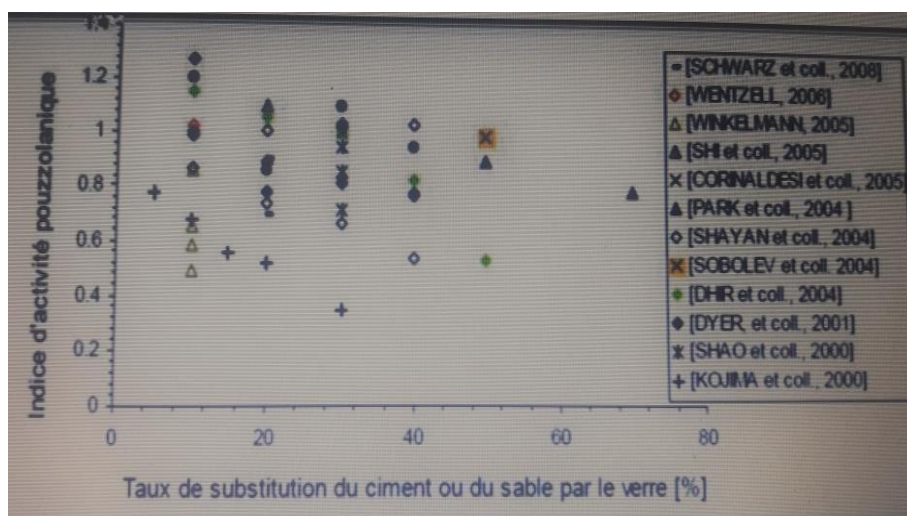 Indice d'activité pouzzolanique
1.4
1.2
1
0.8
0.6
0.4
0.2
0
0 20 40 60 80
Taux de substitution du ciment ou du sable par le verre [%]
[SCHWARZ et coll., 2008]
[WENTZELL, 2006]
[WINKELMANN, 2005]
[SHI et coll., 2005]
[CORINALDESI et coll., 2005]
[PARK et coll., 2004 ]
[SHAYAN et coll., 2004]
[SOBOLEV et coll. 2004]
[DHIR et coll., 2004]
[DYER, et coll., 2001]
[SHAO et coll., 2000]
[KOJIMA et coll., 2000]